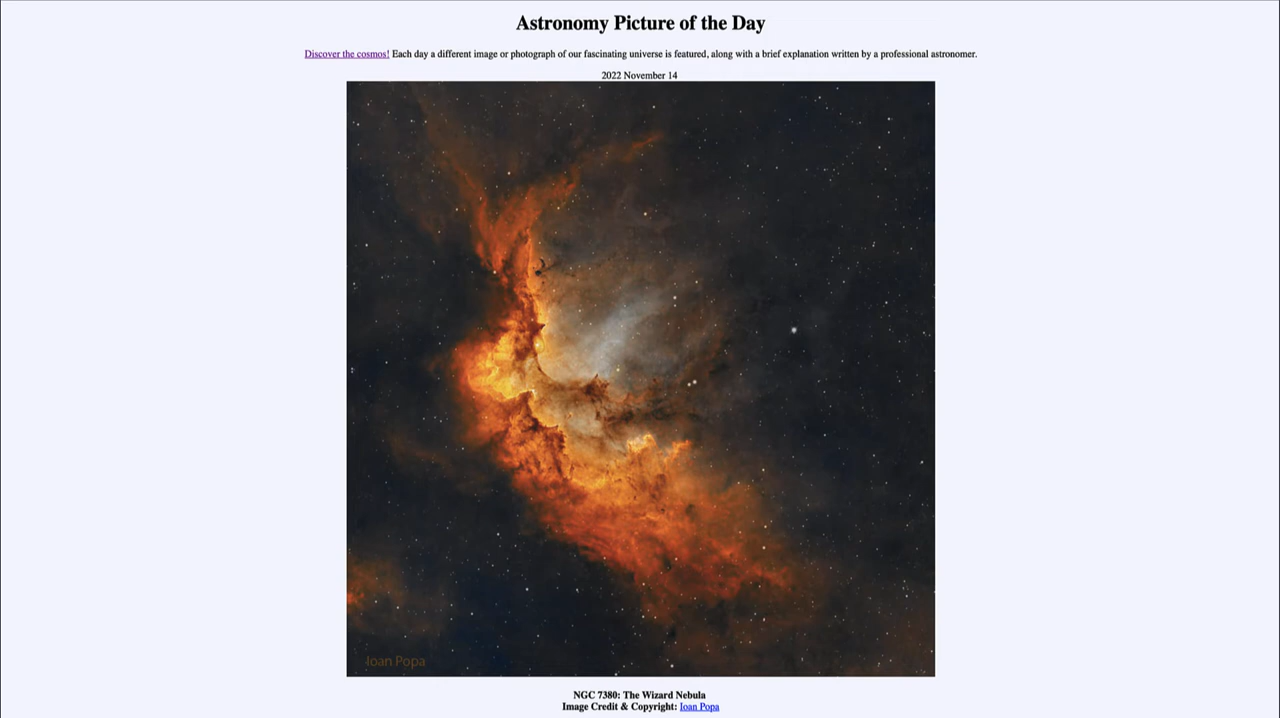 Astronomy Picture of the Day
Discover the cosmos! Each day a different image or photograph of our fascinating universe is featured, along with a brief explanation written by a professional astronomer.
2022 November 14
Ioan Popa
NGC 7380: The Wizard Nebula
Image Credit & Copyright: Ioan Popa